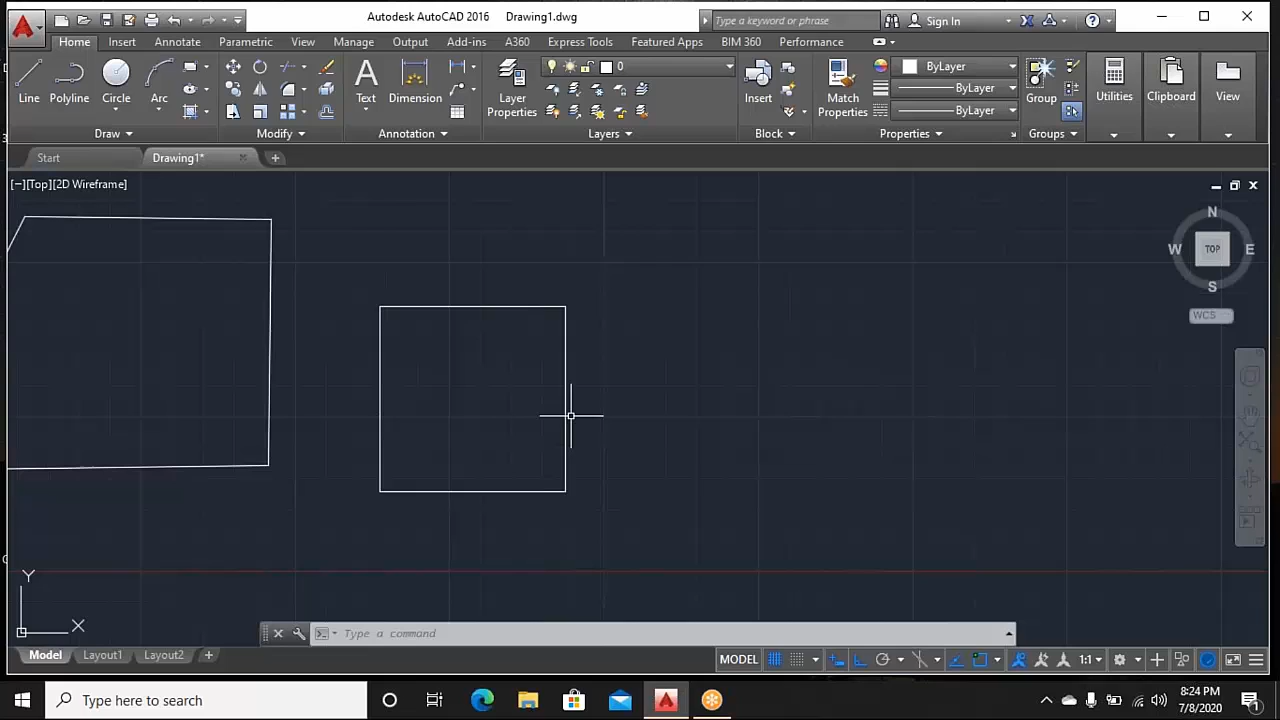 Autodesk AutoCAD 2016 Drawing1.dwg
Type a keyword or phrase
Sign In
Home Insert Annotate Parametric View Manage Output Add-ins A360 Express Tools Featured Apps BIM 360 Performance
Line Polyline Circle Arc
Text Dimension
Layer Properties
0
Insert
Match Properties
ByLayer
ByLayer
ByLayer
Group
Utilities Clipboard View
Draw Modify Annotation Layers Block Properties Groups
Start Drawing1*
[−][Top][2D Wireframe]
N
W TOP E
S
WCS
Y
X
Type a command
Model Layout1 Layout2
MODEL 1:1
Type here to search
8:24 PM
7/8/2020
1